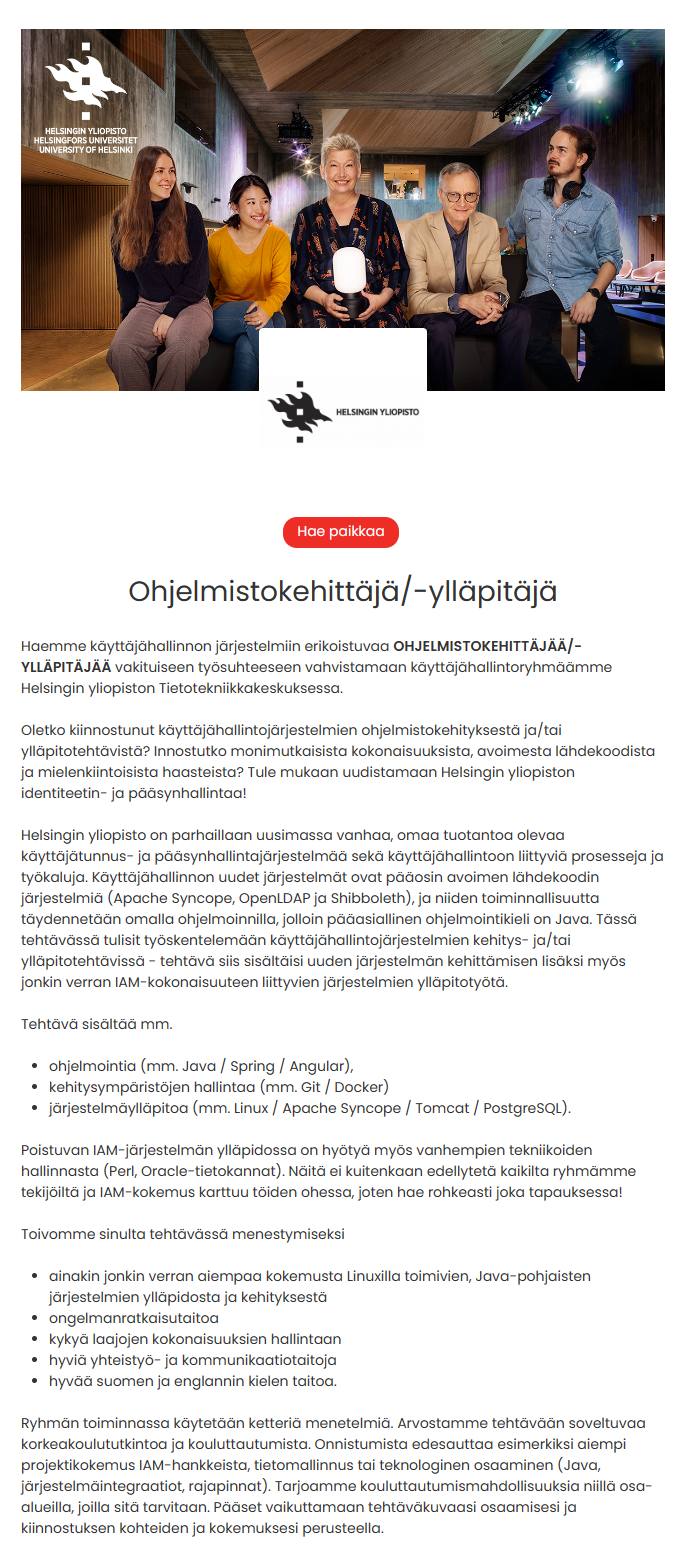 HELSINGIN YLIOPISTO
HELSINGFORS UNIVERSITET
UNIVERSITY OF HELSINKI
HELSINGIN YLIOPISTO
Hae paikkaa
Ohjelmistokehittäjä/-ylläpitäjä
Haemme käyttäjähallinnon järjestelmiin erikoistuvaa OHJELMISTOKEHITTÄJÄÄ/-
YLLÄPITÄJÄÄ vakituiseen työsuhteeseen vahvistamaan käyttäjähallintoryhmäämme
Helsingin yliopiston Tietotekniikkakeskuksessa.
Oletko kiinnostunut käyttäjähallintojärjestelmien ohjelmistokehityksestä ja/tai
ylläpitotehtävistä? Innostutko monimutkaisista kokonaisuuksista, avoimesta lähdekoodista
ja mielenkiintoisista haasteista? Tule mukaan uudistamaan Helsingin yliopiston
identiteetin- ja pääsynhallintaa!
Helsingin yliopisto on parhaillaan uusimassa vanhaa, omaa tuotantoa olevaa
käyttäjätunnus- ja pääsynhallintajärjestelmää sekä käyttäjähallintoon liittyviä prosesseja ja
työkaluja. Käyttäjähallinnon uudet järjestelmät ovat pääosin avoimen lähdekoodin
järjestelmiä (Apache Syncope, OpenLDAP ja Shibboleth), ja niiden toiminnallisuutta
täydennetään omalla ohjelmoinnilla, jolloin pääasiallinen ohjelmointikieli on Java. Tässä
tehtävässä tulisit työskentelemään käyttäjähallintojärjestelmien kehitys- ja/tai
ylläpitotehtävissä - tehtävä siis sisältäisi uuden järjestelmän kehittämisen lisäksi myös
jonkin verran IAM-kokonaisuuteen liittyvien järjestelmien ylläpitotyötä.
Tehtävä sisältää mm.
• ohjelmointia (mm. Java / Spring / Angular),
• kehitysympäristöjen hallintaa (mm. Git / Docker)
• järjestelmäylläpitoa (mm. Linux / Apache Syncope / Tomcat / PostgreSQL).
Poistuvan IAM-järjestelmän ylläpidossa on hyötyä myös vanhempien tekniikoiden
hallinnasta (Perl, Oracle-tietokannat). Näitä ei kuitenkaan edellytetä kaikilta ryhmämme
tekijöiltä ja IAM-kokemus karttuu töiden ohessa, joten hae rohkeasti joka tapauksessa!
Toivomme sinulta tehtävässä menestymiseksi
• ainakin jonkin verran aiempaa kokemusta Linuxilla toimivien, Java-pohjaisten
järjestelmien ylläpidosta ja kehityksestä
• ongelmanratkaisutaitoa
• kykyä laajojen kokonaisuuksien hallintaan
• hyviä yhteistyö- ja kommunikaatiotaitoja
• hyvää suomen ja englannin kielen taitoa.
Ryhmän toiminnassa käytetään ketteriä menetelmiä. Arvostamme tehtävään soveltuvaa
korkeakoulututkintoa ja kouluttautumista. Onnistumista edesauttaa esimerkiksi aiempi
projektikokemus IAM-hankkeista, tietomallinnus tai teknologinen osaaminen (Java,
järjestelmäintegraatiot, rajapinnat). Tarjoamme kouluttautumismahdollisuuksia niillä osa-
alueilla, joilla sitä tarvitaan. Pääset vaikuttamaan tehtäväkuvaasi osaamisesi ja
kiinnostuksen kohteiden ja kokemuksesi perusteella.